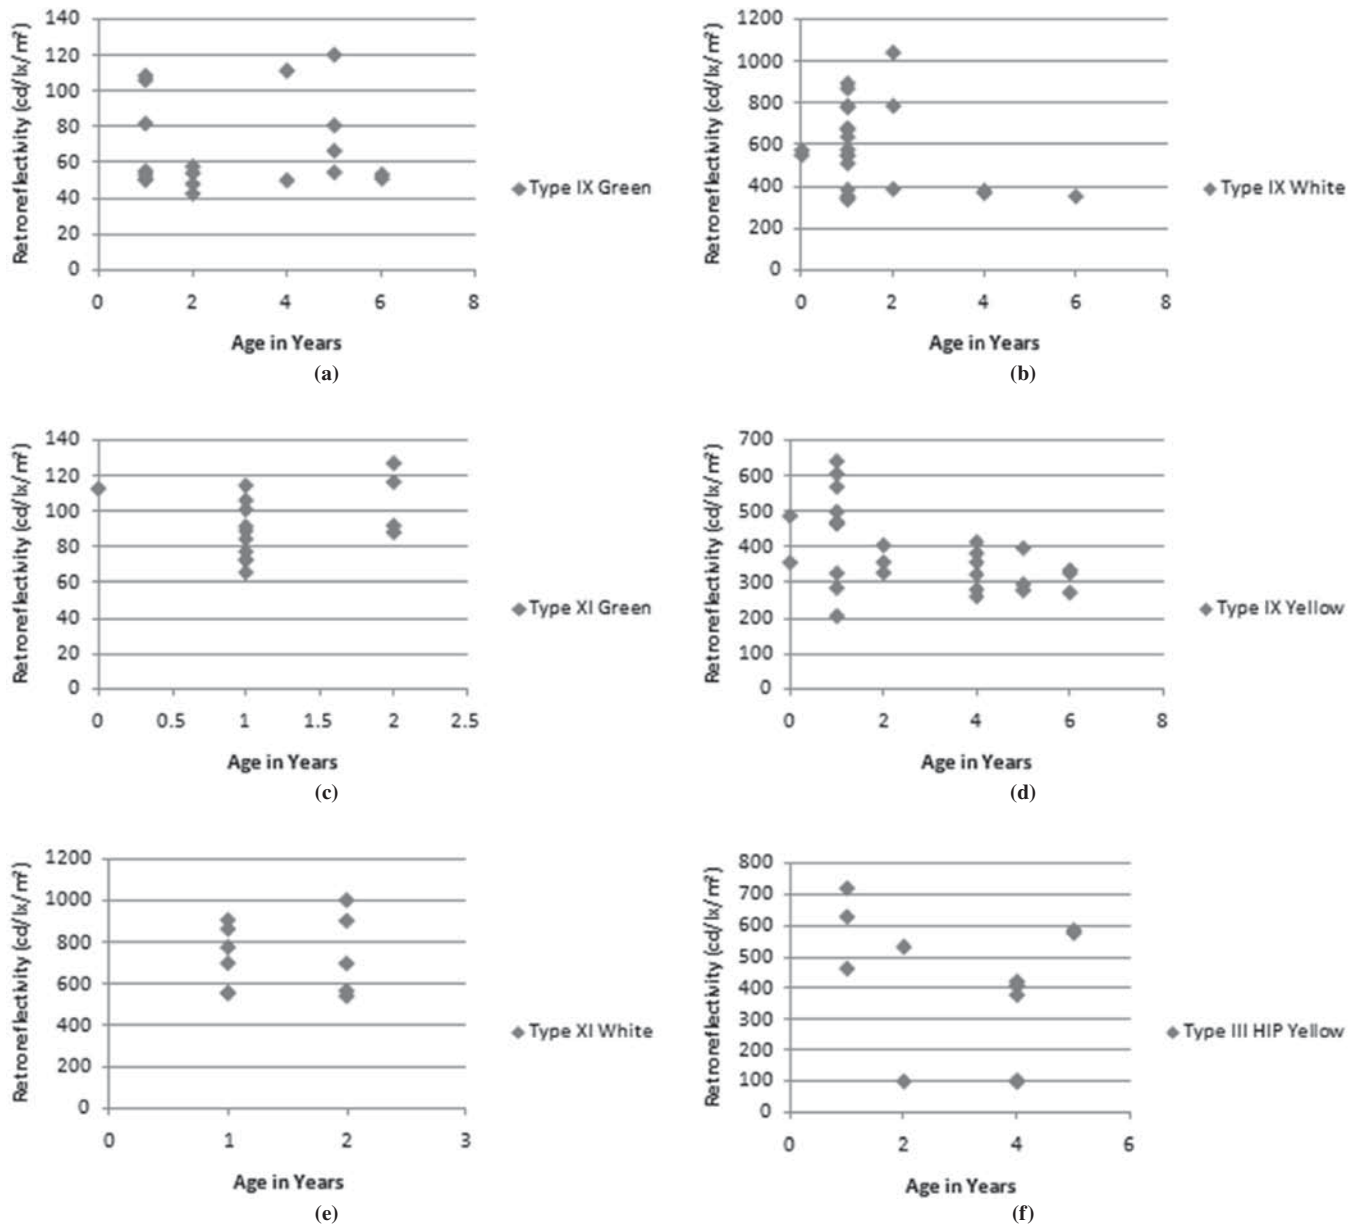 Retroreflectivity (cd/lx/m²)
140
120
100
80
60
40
20
0
0 2 4 6 8
Age in Years
Type IX Green
(a)
Retroreflectivity (cd/lx/m²)
1200
1000
800
600
400
200
0
0 2 4 6 8
Age in Years
Type IX White
(b)
Retroreflectivity (cd/lx/m²)
140
120
100
80
60
40
20
0
0 0.5 1 1.5 2 2.5
Age in Years
Type XI Green
(c)
Retroreflectivity (cd/lx/m²)
700
600
500
400
300
200
100
0
0 2 4 6 8
Age in Years
Type IX Yellow
(d)
Retroreflectivity (cd/lx/m²)
1200
1000
800
600
400
200
0
0 1 2 3
Age in Years
Type XI White
(e)
Retroreflectivity (cd/lx/m²)
800
700
600
500
400
300
200
100
0
0 2 4 6
Age in Years
Type III HIP Yellow
(f)